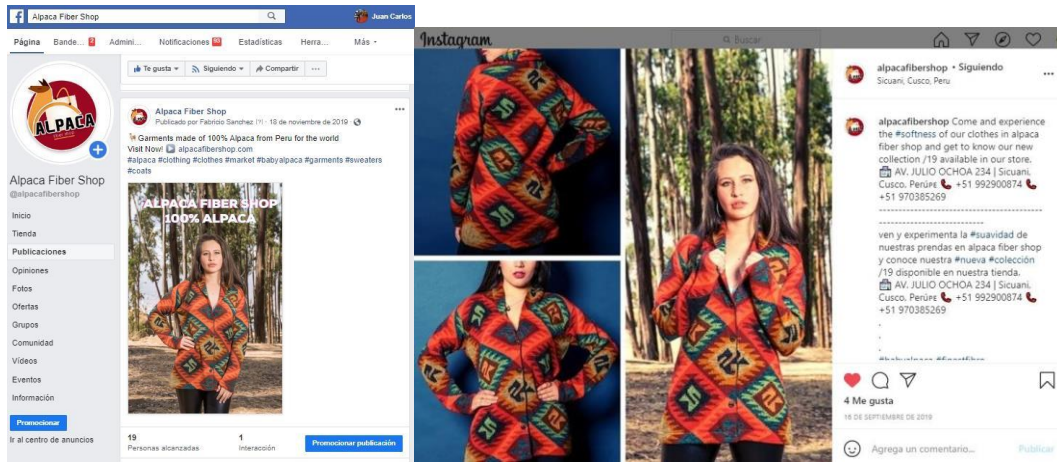 Alpaca Fiber Shop
Juan Carlos
Página Bande... 2 Admini... Notificaciones Estadísticas Herra... Más
Te gusta Siguiendo Compartir ...
ALPACA
Alpaca Fiber Shop
@alpacafibershop
Inicio
Tienda
Publicaciones
Opiniones
Fotos
Ofertas
Grupos
Comunidad
Vídeos
Eventos
Información
Promocionar
Ir al centro de anuncios
Alpaca Fiber Shop
Publicado por Fabricio Sanchez [?] · 18 de noviembre de 2019 ·
Garments made of 100% Alpaca from Peru for the world
Visit Now! alpacafibershop.com
#alpaca #clothing #clothes #market #babyalpaca #garments #sweaters
#coats
ALPACA FIBER SHOP
100% ALPACA
19
Personas alcanzadas
1
Interacción
Promocionar publicación
Instagram
Buscar
alpacafibershop • Siguiendo
Sicuani, Cusco, Peru
alpacafibershop Come and experience
the #softness of our clothes in alpaca
fiber shop and get to know our new
collection /19 available in our store.
AV. JULIO OCHOA 234 | Sicuani,
Cusco. Perú +51 992900874
+51 970385269
ven y experimenta la #suavidad de
nuestras prendas en alpaca fiber shop
y conoce nuestra #nueva #colección
/19 disponible en nuestra tienda.
AV. JULIO OCHOA 234 | Sicuani.
Cusco. Perú +51 992900874
+51 970385269
.
.
#babyalpaca #finestfibre
4 Me gusta
16 DE SEPTIEMBRE DE 2019
Agrega un comentario...
Publicar